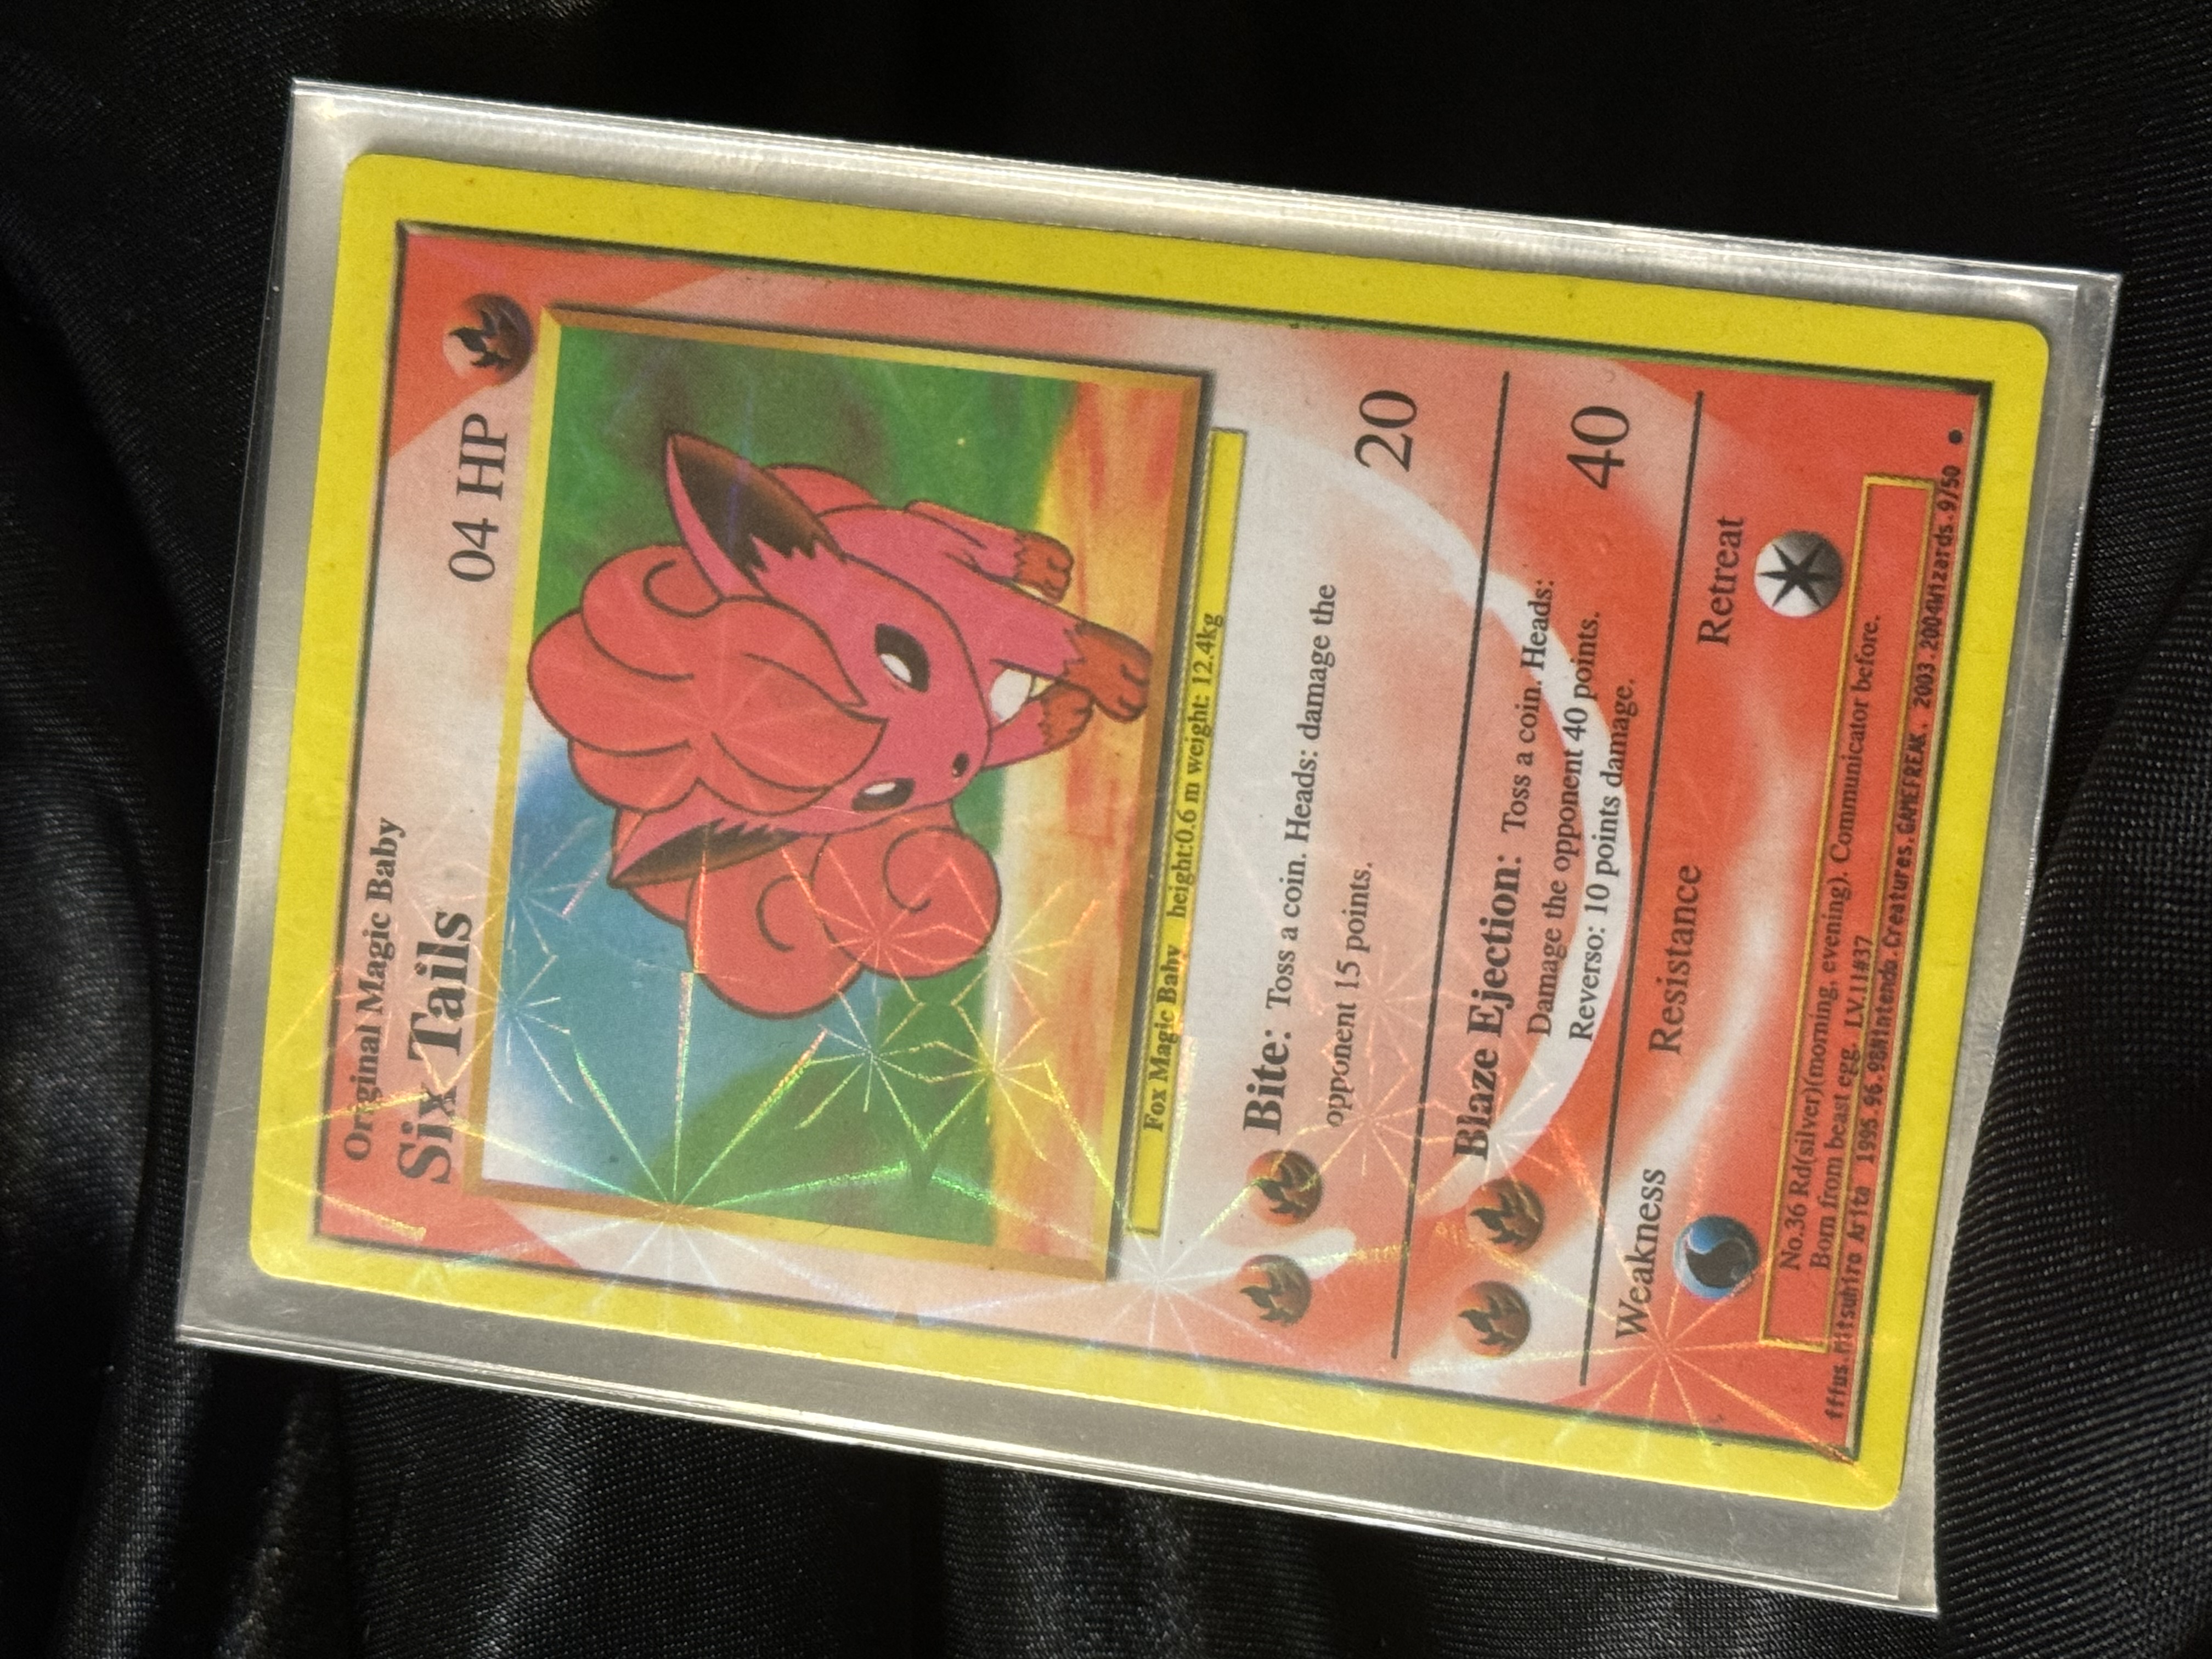 Original Magic Baby
Six Tails
04 HP
Fox Magic Baby height:0.6 m weight: 12.4kg
Bite: Toss a coin. Heads: damage the
opponent 15 points.
20
Blaze Ejection: Toss a coin. Heads:
Damage the opponent 40 points.
Reverso: 10 points damage.
40
Weakness Resistance Retreat
No.36 Rd(silver)(morning, evening). Communicator before.
Born from beast egg. LV.11#37
fffus.Mitsuhiro Arita 1995.96.98Nintendo.Creatures.GAMEFREAK. 2003.2004Wizards.9/50